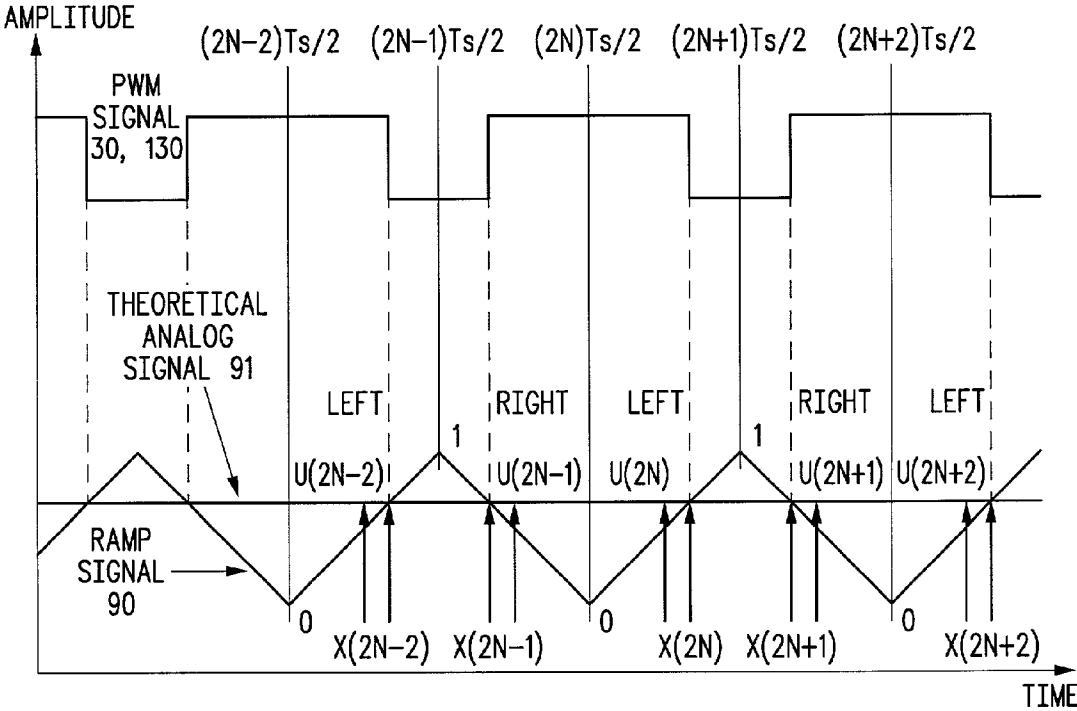 AMPLITUDE
(2N-2)Ts/2 (2N-1)Ts/2 (2N)Ts/2 (2N+1)Ts/2 (2N+2)Ts/2
PWM
SIGNAL
30, 130
THEORETICAL
ANALOG
SIGNAL 91
LEFT RIGHT LEFT RIGHT LEFT
1 1
U(2N-2) U(2N-1) U(2N) U(2N+1) U(2N+2)
RAMP
SIGNAL
90
0 0 0
X(2N-2) X(2N-1) X(2N) X(2N+1) X(2N+2)
TIME